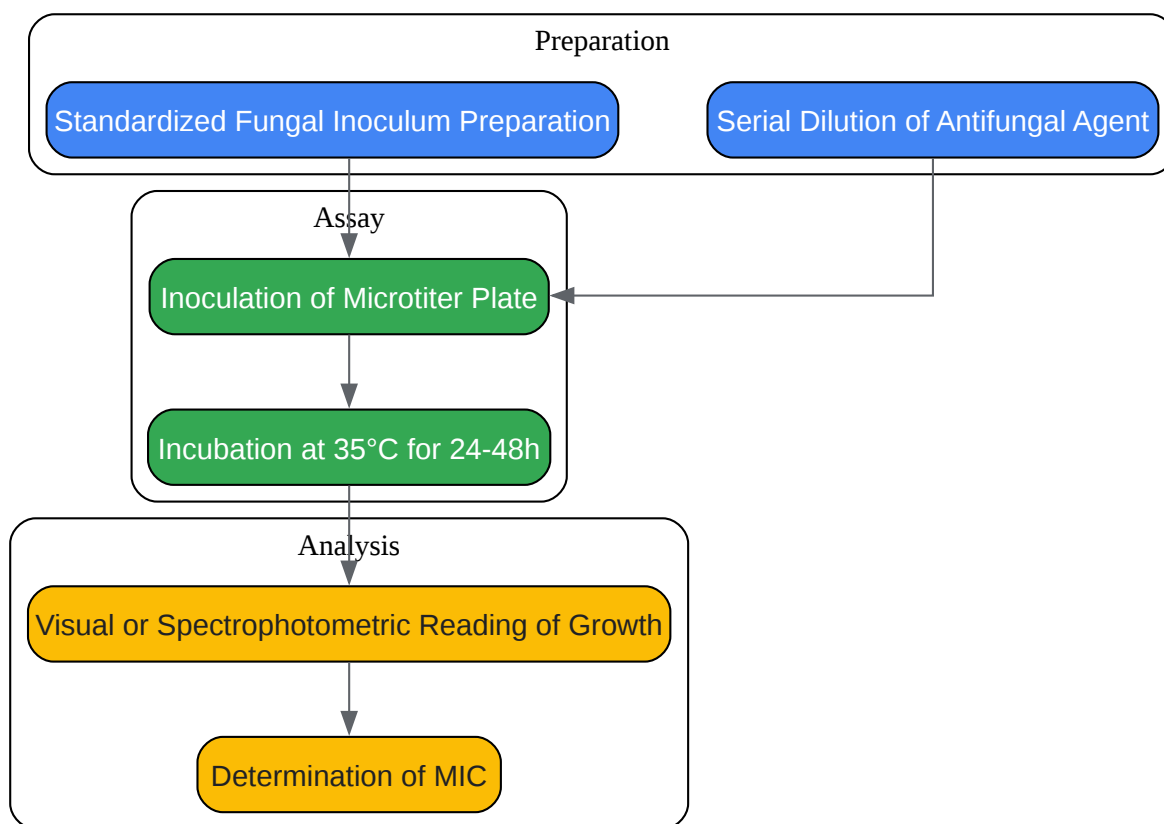 Preparation
Standardized Fungal Inoculum Preparation
Serial Dilution of Antifungal Agent
Assay
Inoculation of Microtiter Plate
Incubation at 35°C for 24-48h
Analysis
Visual or Spectrophotometric Reading of Growth
Determination of MIC